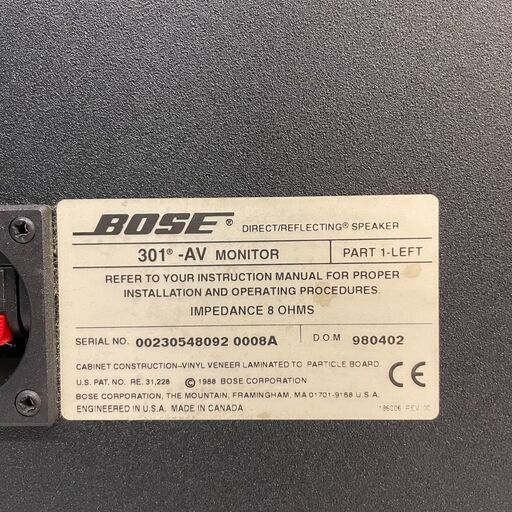 BOSE® DIRECT/REFLECTING® SPEAKER
301® -AV MONITOR PART 1-LEFT
REFER TO YOUR INSTRUCTION MANUAL FOR PROPER
INSTALLATION AND OPERATING PROCEDURES.
IMPEDANCE 8 OHMS
SERIAL NO. 00230548092 0008A D.O.M 980402
CABINET CONSTRUCTION-VINYL VENEER LAMINATED TO PARTICLE BOARD.
U.S. PAT. NO. RE. 31,228 © 1988 BOSE CORPORATION
BOSE CORPORATION, THE MOUNTAIN, FRAMINGHAM, MA 01701-9168 U.S.A.
ENGINEERED IN U.S.A. MADE IN CANADA
CE
REV.